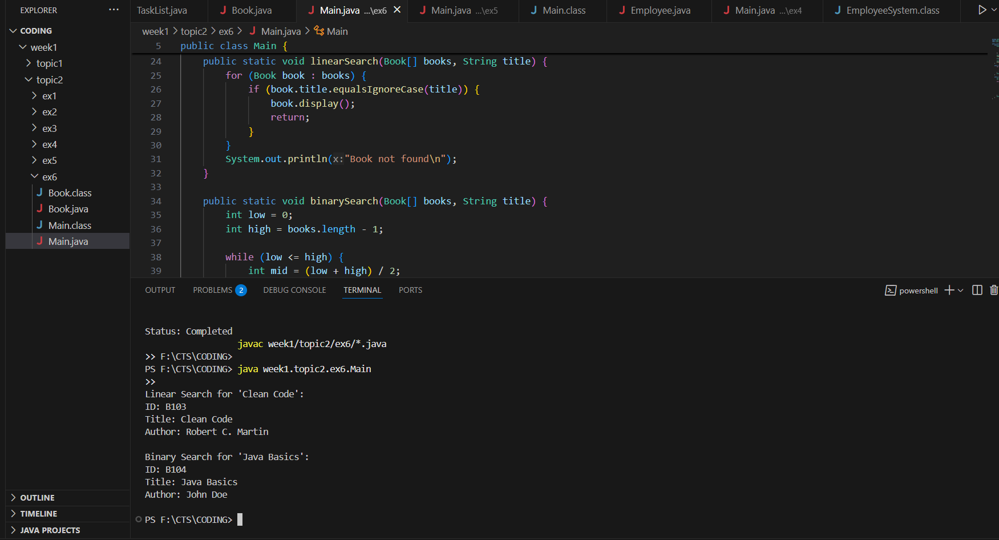 EXPLORER
TaskList.java
Book.java
Main.java ...\ex6
Main.java ...\ex5
Main.class
Employee.java
Main.java ...\ex4
EmployeeSystem.class
CODING
week1
topic1
topic2
ex1
ex2
ex3
ex4
ex5
ex6
Book.class
Book.java
Main.class
Main.java
OUTLINE
TIMELINE
JAVA PROJECTS
week1 > topic2 > ex6 > Main.java > Main
5 public class Main {
24 public static void linearSearch(Book[] books, String title) {
25 for (Book book : books) {
26 if (book.title.equalsIgnoreCase(title)) {
27 book.display();
28 return;
29 }
30 }
31 System.out.println(x:"Book not found\n");
32 }
33
34 public static void binarySearch(Book[] books, String title) {
35 int low = 0;
36 int high = books.length - 1;
37
38 while (low <= high) {
39 int mid = (low + high) / 2;
OUTPUT PROBLEMS 2 DEBUG CONSOLE TERMINAL PORTS
powershell
Status: Completed
javac week1/topic2/ex6/*.java
>> F:\CTS\CODING>
PS F:\CTS\CODING> java week1.topic2.ex6.Main
>>
Linear Search for 'Clean Code':
ID: B103
Title: Clean Code
Author: Robert C. Martin
Binary Search for 'Java Basics':
ID: B104
Title: Java Basics
Author: John Doe
PS F:\CTS\CODING>